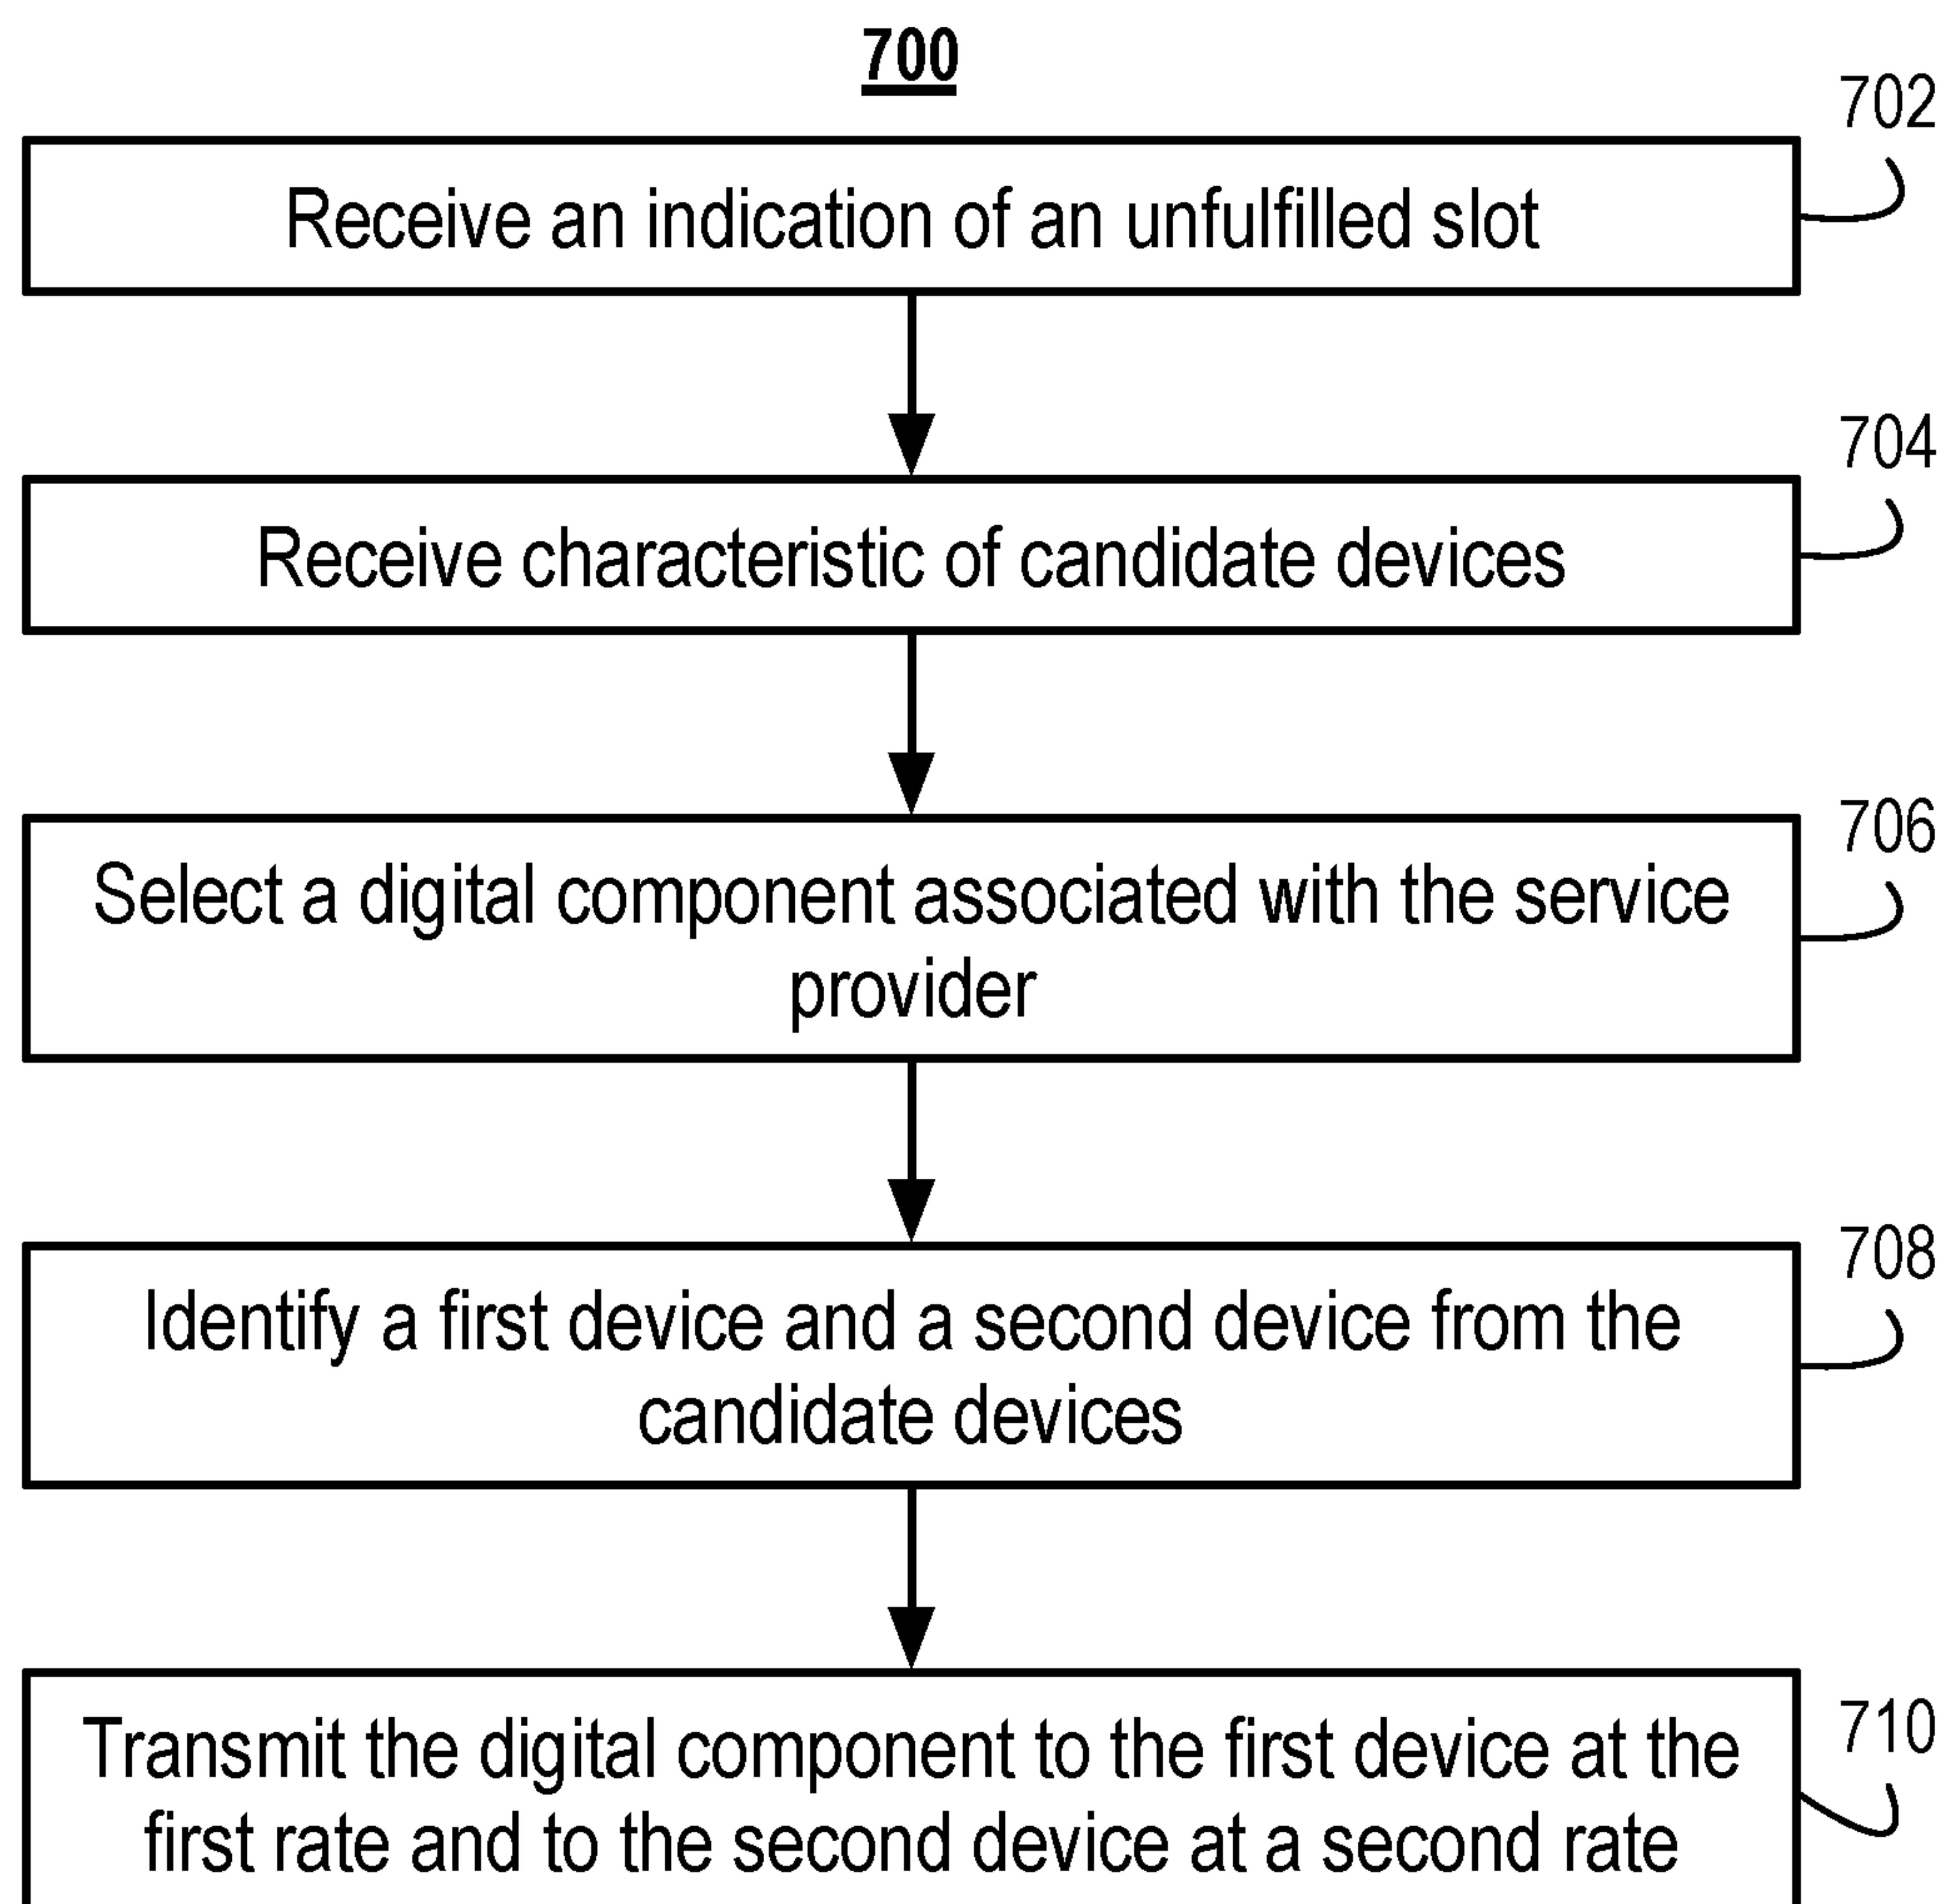 700
702
Receive an indication of an unfulfilled slot
704
Receive characteristic of candidate devices
706
Select a digital component associated with the service
provider
708
Identify a first device and a second device from the
candidate devices
710
Transmit the digital component to the first device at the
first rate and to the second device at a second rate